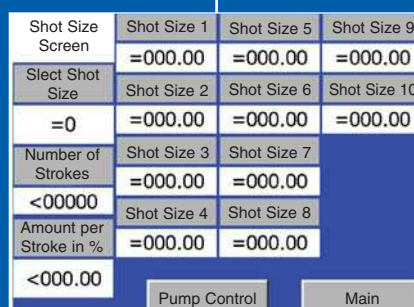 Shot Size
Screen
Slect Shot
Size
=0
Number of
Strokes
<00000
Amount per
Stroke in %
<000.00
Shot Size 1
=000.00
Shot Size 2
=000.00
Shot Size 3
=000.00
Shot Size 4
=000.00
Shot Size 5
=000.00
Shot Size 6
=000.00
Shot Size 7
=000.00
Shot Size 8
=000.00
Shot Size 9
=000.00
Shot Size 10
=000.00
Pump Control
Main